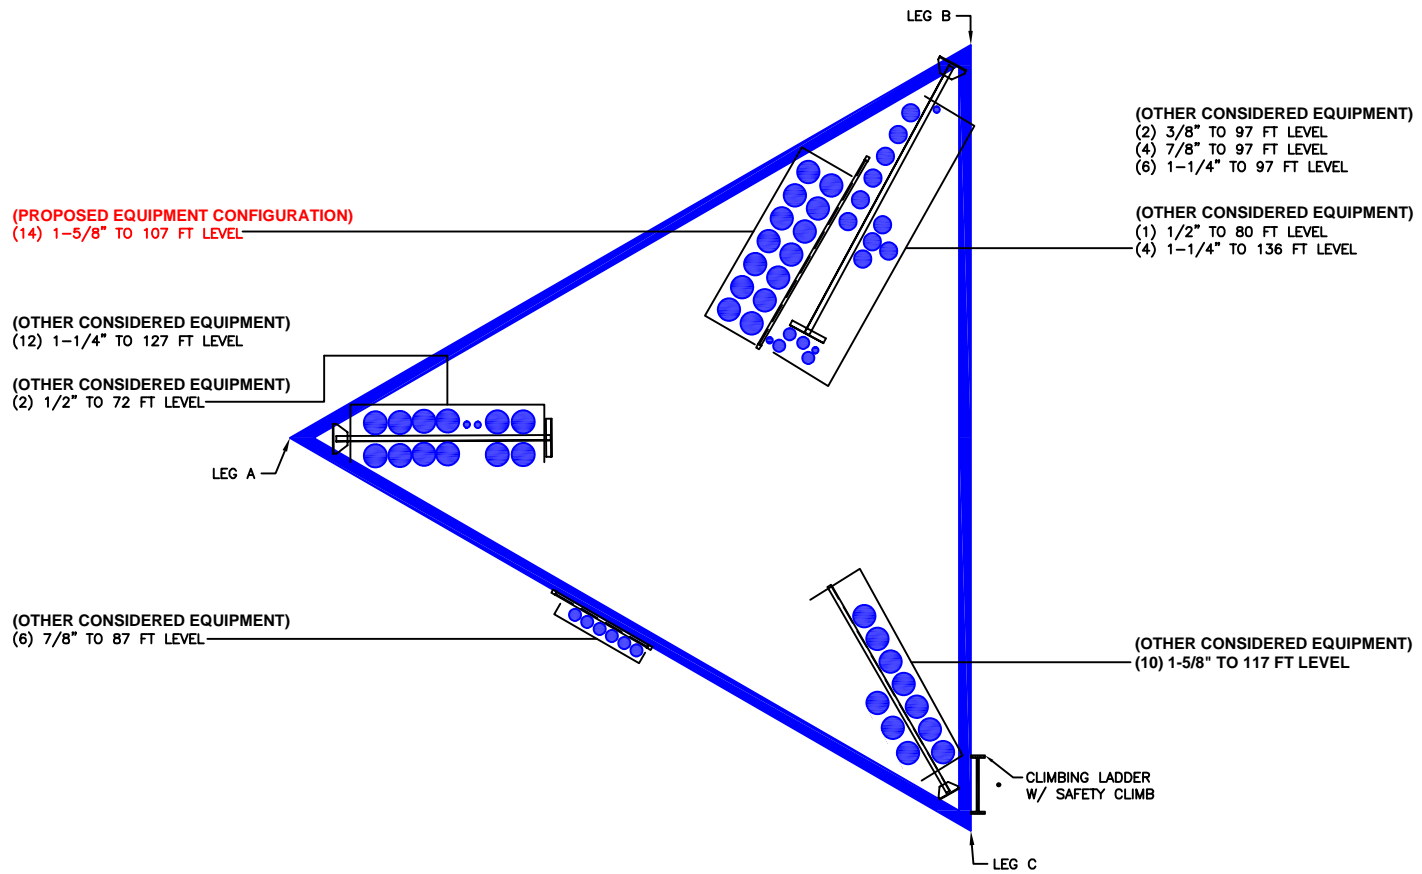 LEG B
(OTHER CONSIDERED EQUIPMENT)
(2) 3/8" TO 97 FT LEVEL
(4) 7/8" TO 97 FT LEVEL
(6) 1-1/4" TO 97 FT LEVEL
(OTHER CONSIDERED EQUIPMENT)
(1) 1/2" TO 80 FT LEVEL
(4) 1-1/4" TO 136 FT LEVEL
(PROPOSED EQUIPMENT CONFIGURATION)
(14) 1-5/8" TO 107 FT LEVEL
(OTHER CONSIDERED EQUIPMENT)
(12) 1-1/4" TO 127 FT LEVEL
(OTHER CONSIDERED EQUIPMENT)
(2) 1/2" TO 72 FT LEVEL
LEG A
(OTHER CONSIDERED EQUIPMENT)
(6) 7/8" TO 87 FT LEVEL
(OTHER CONSIDERED EQUIPMENT)
(10) 1-5/8" TO 117 FT LEVEL
CLIMBING LADDER
W/ SAFETY CLIMB
LEG C